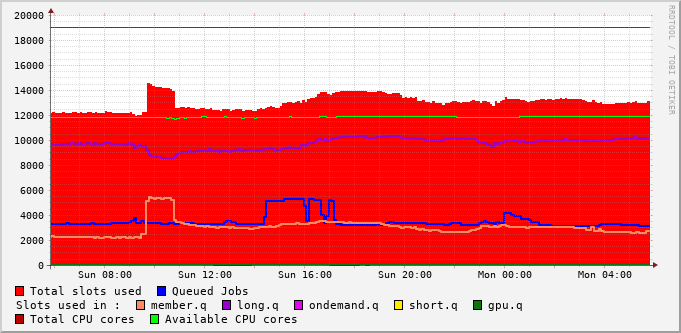 20000
18000
16000
14000
12000
10000
8000
6000
4000
2000
0
Sun 08:00 Sun 12:00 Sun 16:00 Sun 20:00 Mon 00:00 Mon 04:00
RRDTOOL / TOBI OETIKER
Total slots used Queued Jobs
Slots used in : member.q long.q ondemand.q short.q gpu.q
Total CPU cores Available CPU cores